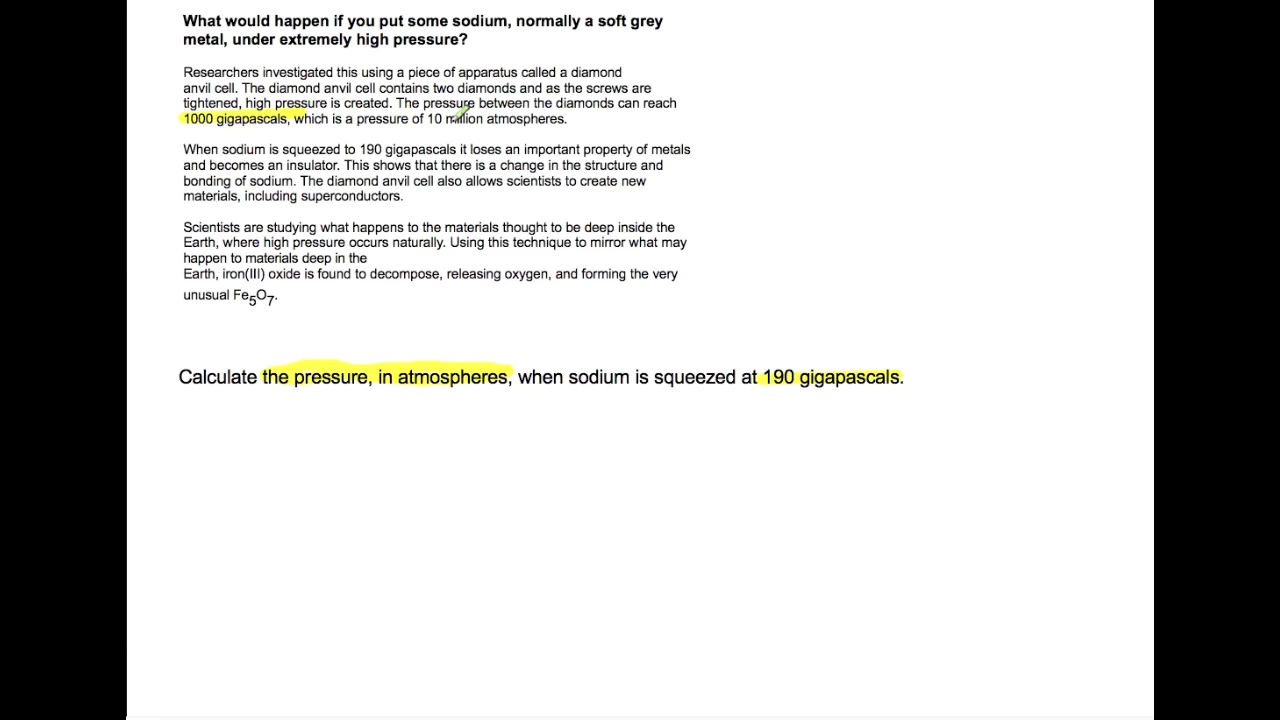 What would happen if you put some sodium, normally a soft grey
metal, under extremely high pressure?
Researchers investigated this using a piece of apparatus called a diamond
anvil cell. The diamond anvil cell contains two diamonds and as the screws are
tightened, high pressure is created. The pressure between the diamonds can reach
1000 gigapascals, which is a pressure of 10 million atmospheres.
When sodium is squeezed to 190 gigapascals it loses an important property of metals
and becomes an insulator. This shows that there is a change in the structure and
bonding of sodium. The diamond anvil cell also allows scientists to create new
materials, including superconductors.
Scientists are studying what happens to the materials thought to be deep inside the
Earth, where high pressure occurs naturally. Using this technique to mirror what may
happen to materials deep in the
Earth, iron(III) oxide is found to decompose, releasing oxygen, and forming the very
unusual Fe5O7.
Calculate the pressure, in atmospheres, when sodium is squeezed at 190 gigapascals.